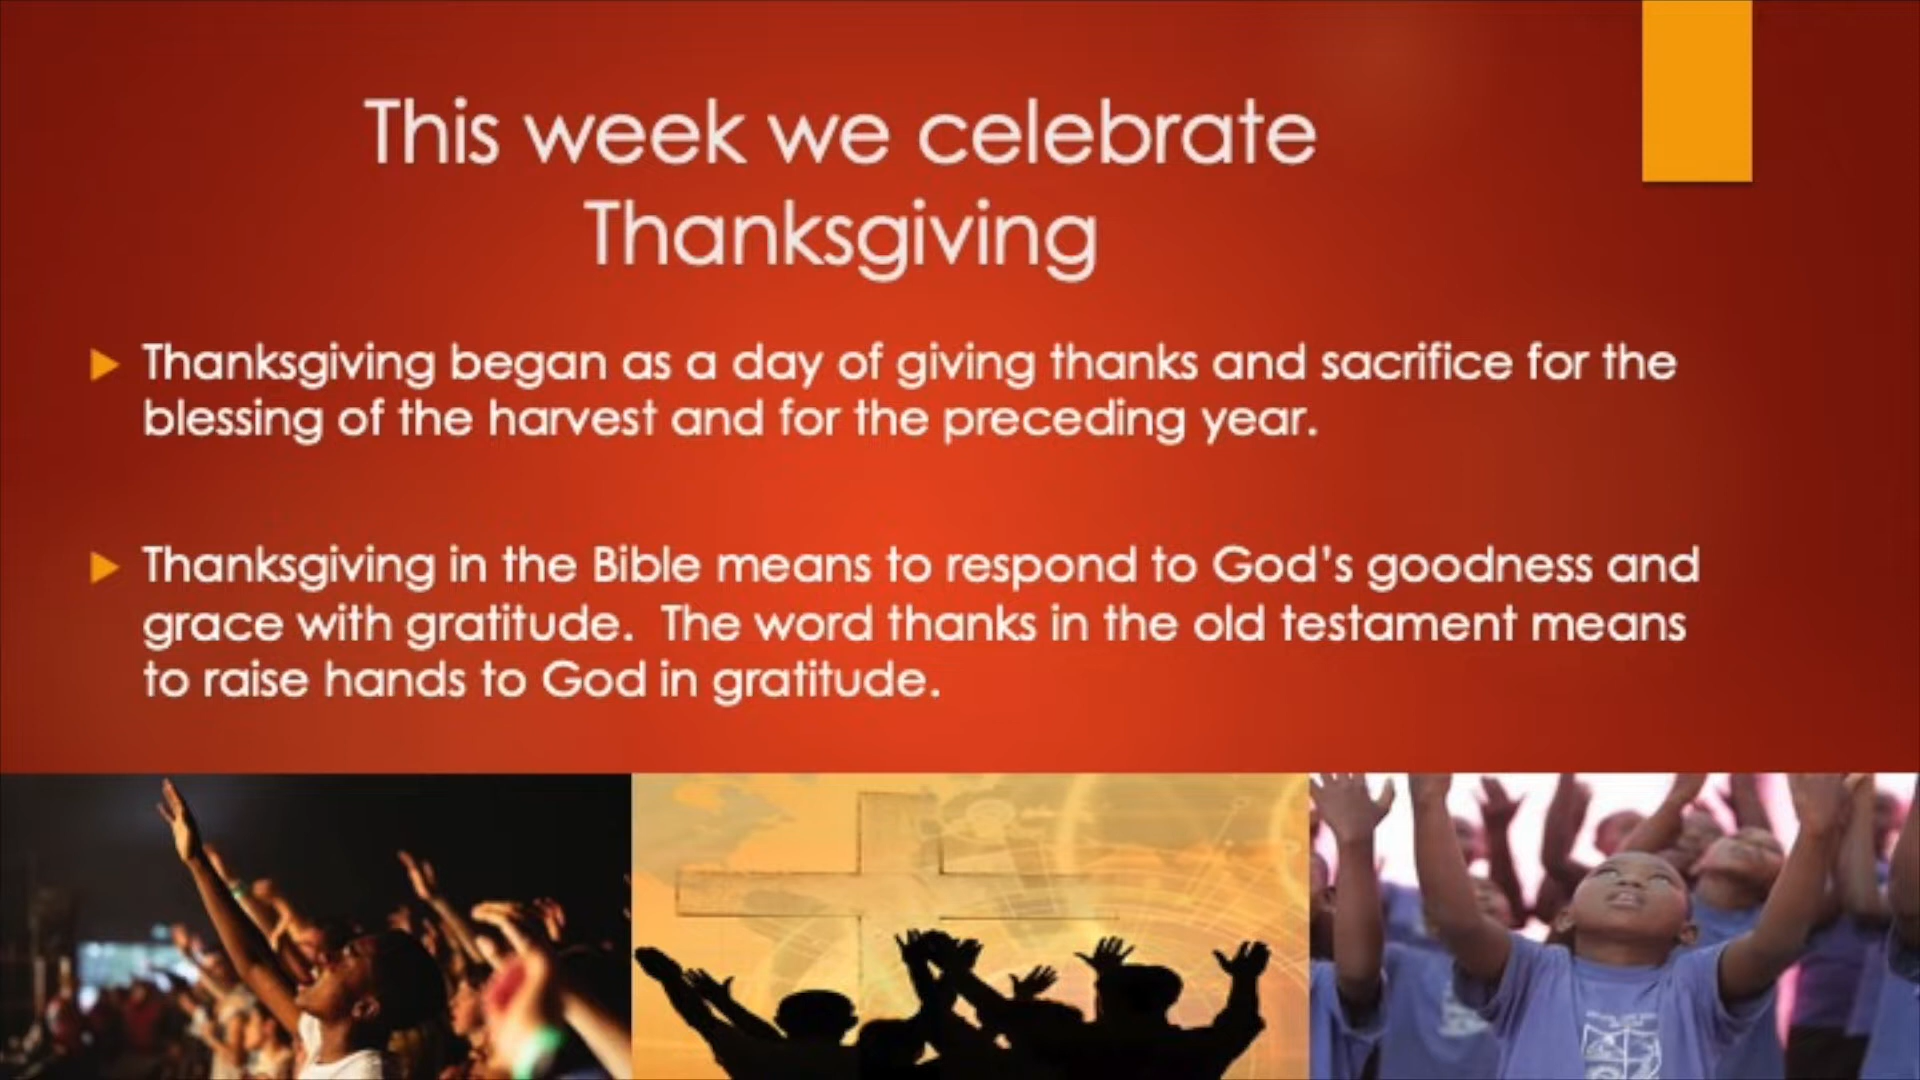 This week we celebrate
Thanksgiving
Thanksgiving began as a day of giving thanks and sacrifice for the
blessing of the harvest and for the preceding year.
Thanksgiving in the Bible means to respond to God's goodness and
grace with gratitude.  The word thanks in the old testament means
to raise hands to God in gratitude.